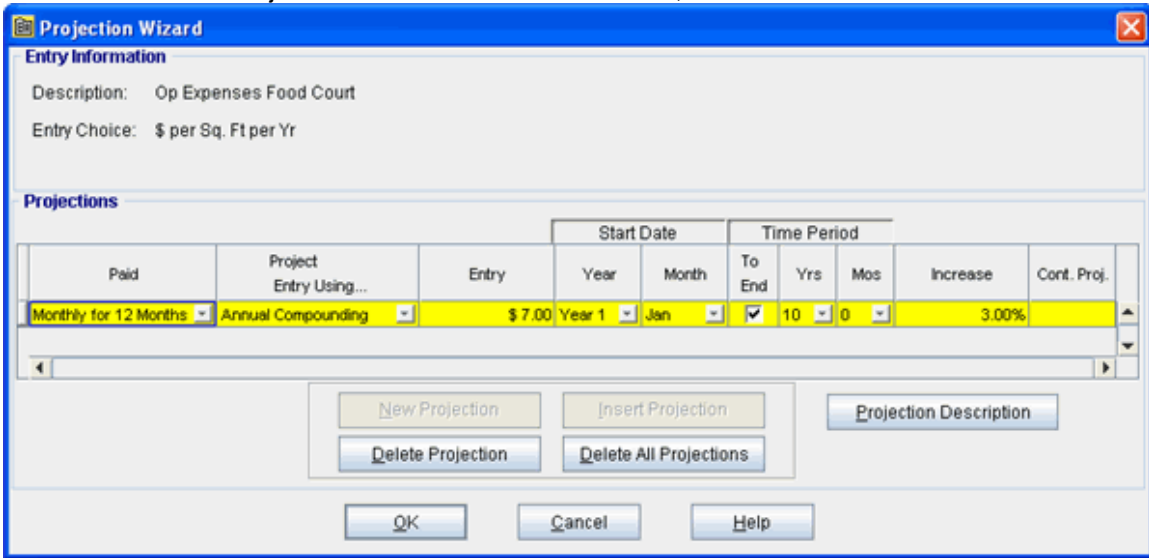 Projection Wizard
Entry Information
Description: Op Expenses Food Court
Entry Choice: $ per Sq. Ft per Yr
Projections
Start Date Time Period
Paid Project Entry Using... Entry Year Month To End Yrs Mos Increase Cont. Proj.
Monthly for 12 Months Annual Compounding $ 7.00 Year 1 Jan 10 0 3.00%
New Projection Insert Projection Projection Description
Delete Projection Delete All Projections
OK Cancel Help